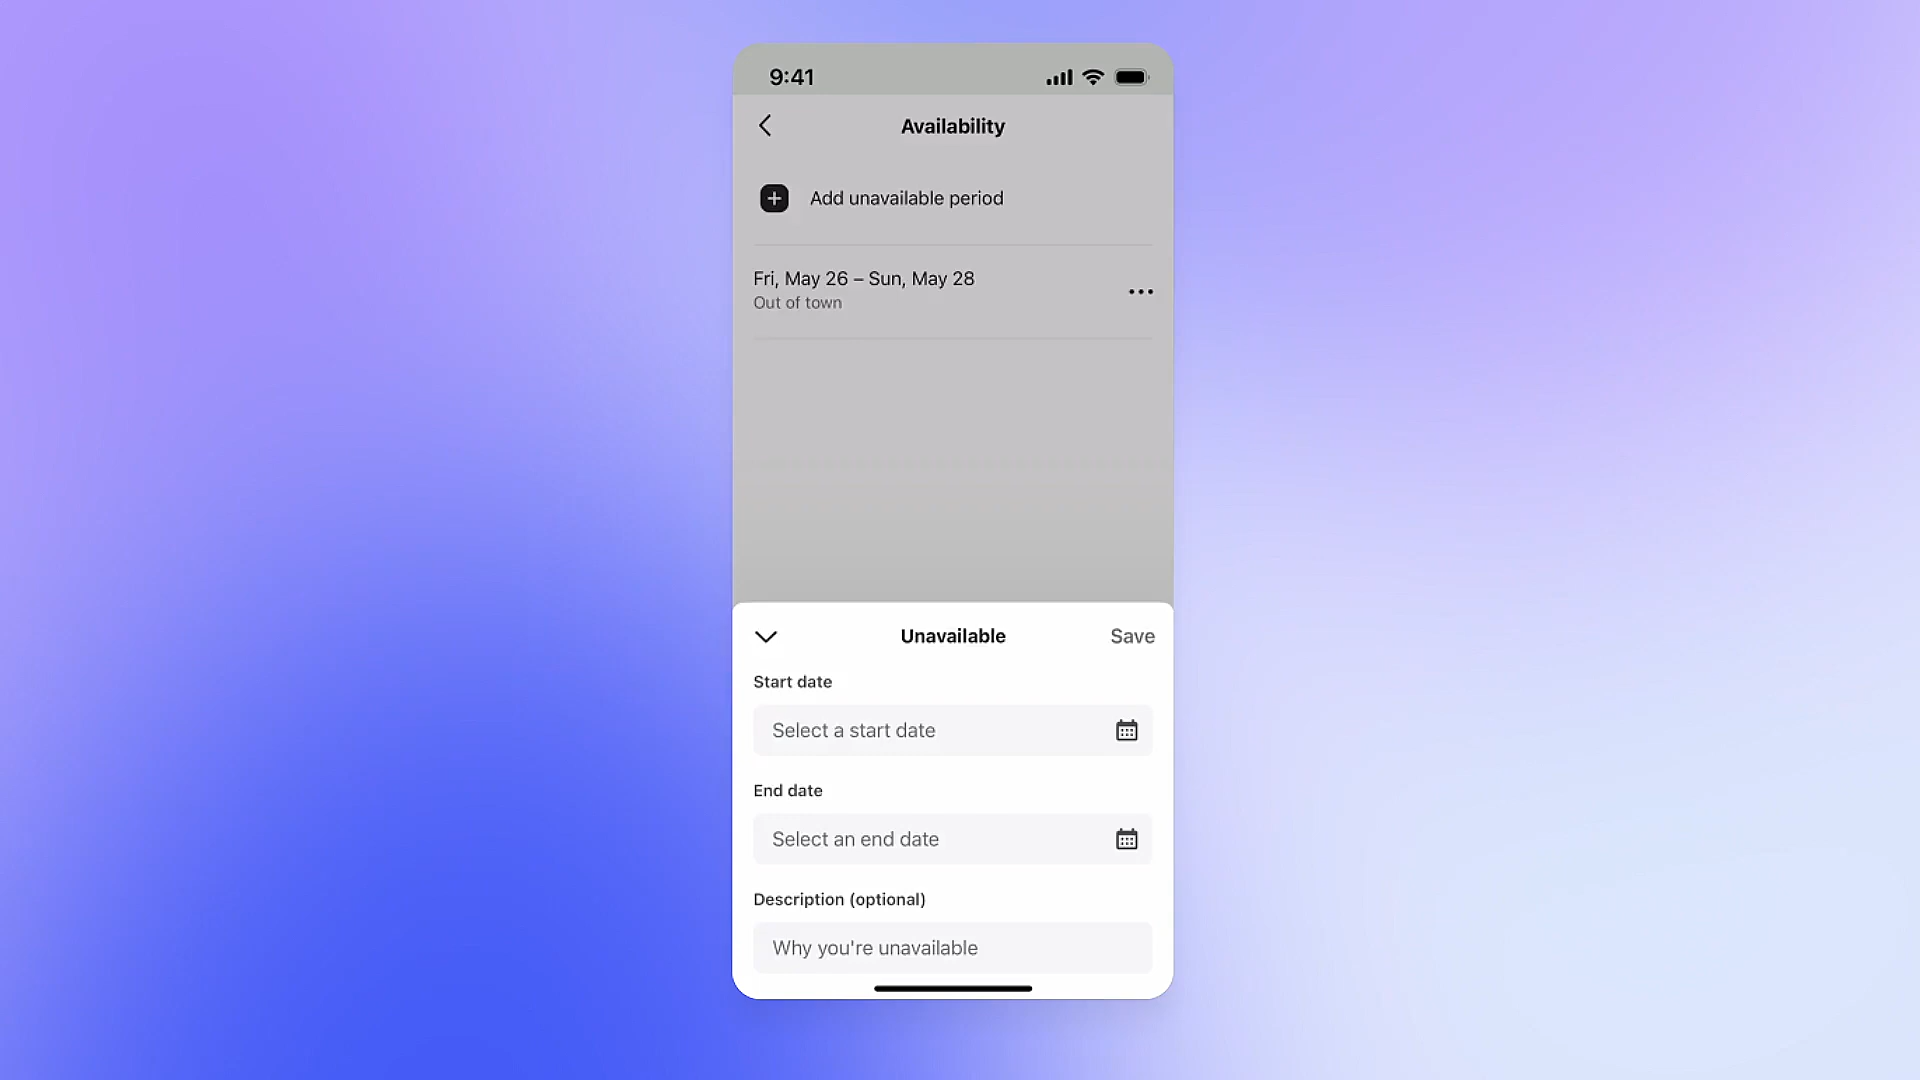 9:41
Availability
Add unavailable period
Fri, May 26 – Sun, May 28
Out of town
Unavailable
Save
Start date
Select a start date
End date
Select an end date
Description (optional)
Why you're unavailable